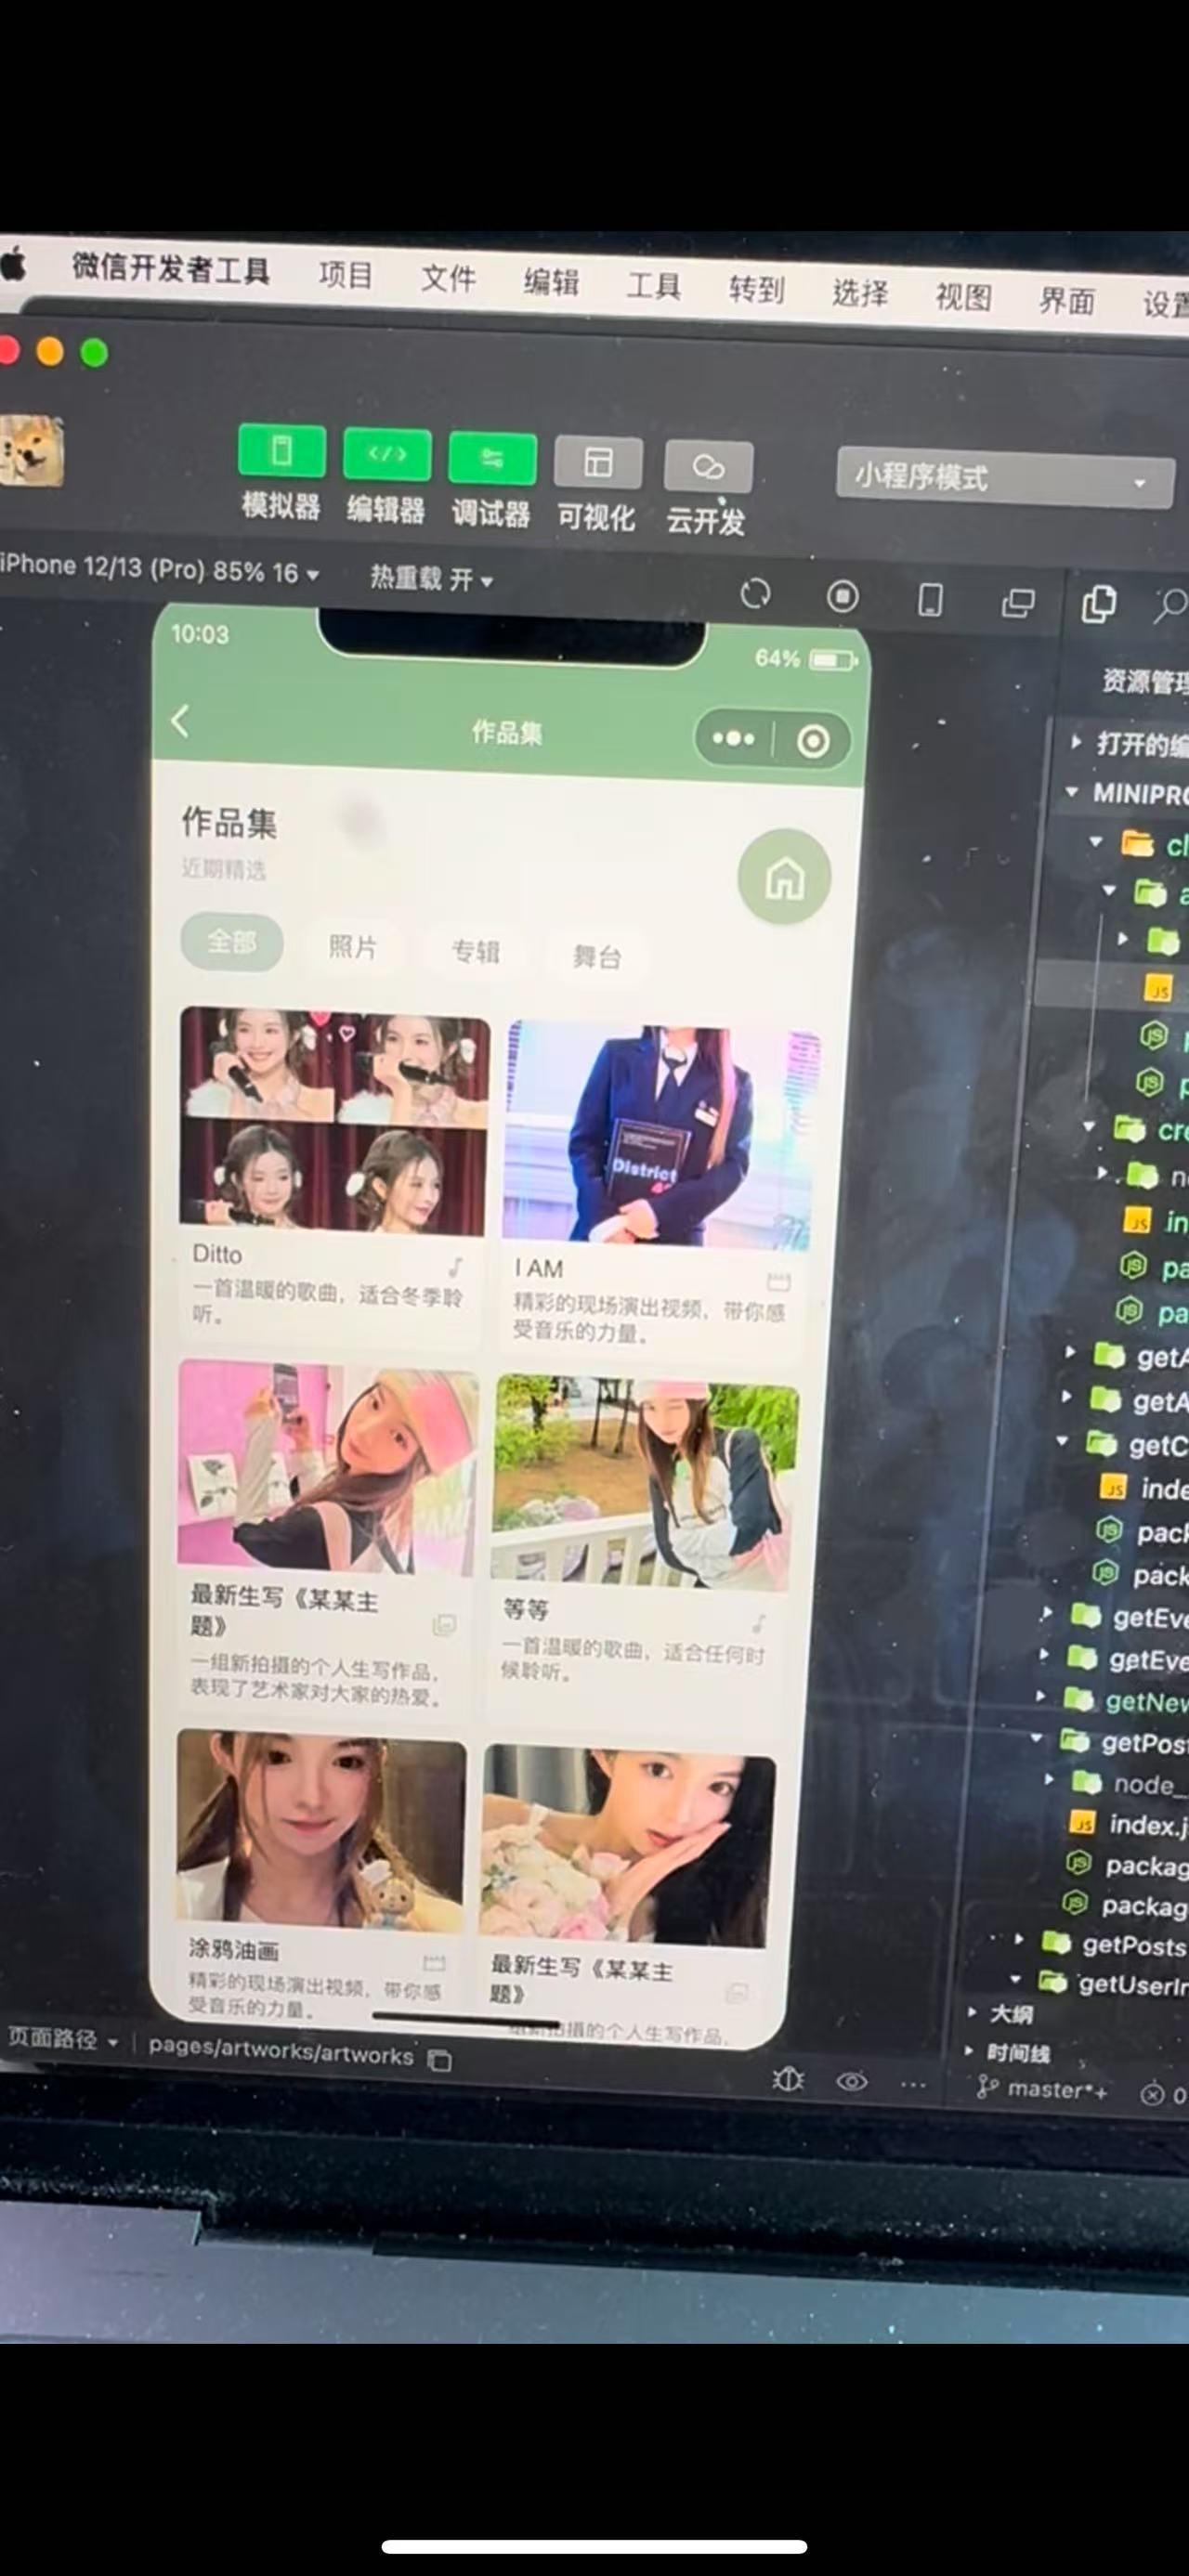 微信开发者工具 项目 文件 编辑 工具 转到 选择 视图 界面
模拟器 编辑器 调试器 可视化 云开发
小程序模式
iPhone 12/13 (Pro) 85% 16 热重载 开
10:03
64%
作品集
作品集
近期精选
全部 照片 专辑 舞台
District
Ditto
一首温暖的歌曲，适合冬季聆
听。
I AM
精彩的现场演出视频，带你感
受音乐的力量。
最新生写《某某主
题》
一组新拍摄的个人生写作品，
表现了艺术家对大家的热爱。
等等
一首温暖的歌曲，适合任何时
候聆听。
涂鸦油画
精彩的现场演出视频，带你感
受音乐的力量。
最新生写《某某主
题》
拍摄的个人生写作品，
页面路径 pages/artworks/artworks
资源管理
打开的编
MINIPRO
getA
getA
getC
inde
pack
pack
getEve
getEve
getNew
getPost
node_
index.j
packag
packag
getPosts
getUserIn
大纲
时间线
master*+ 0